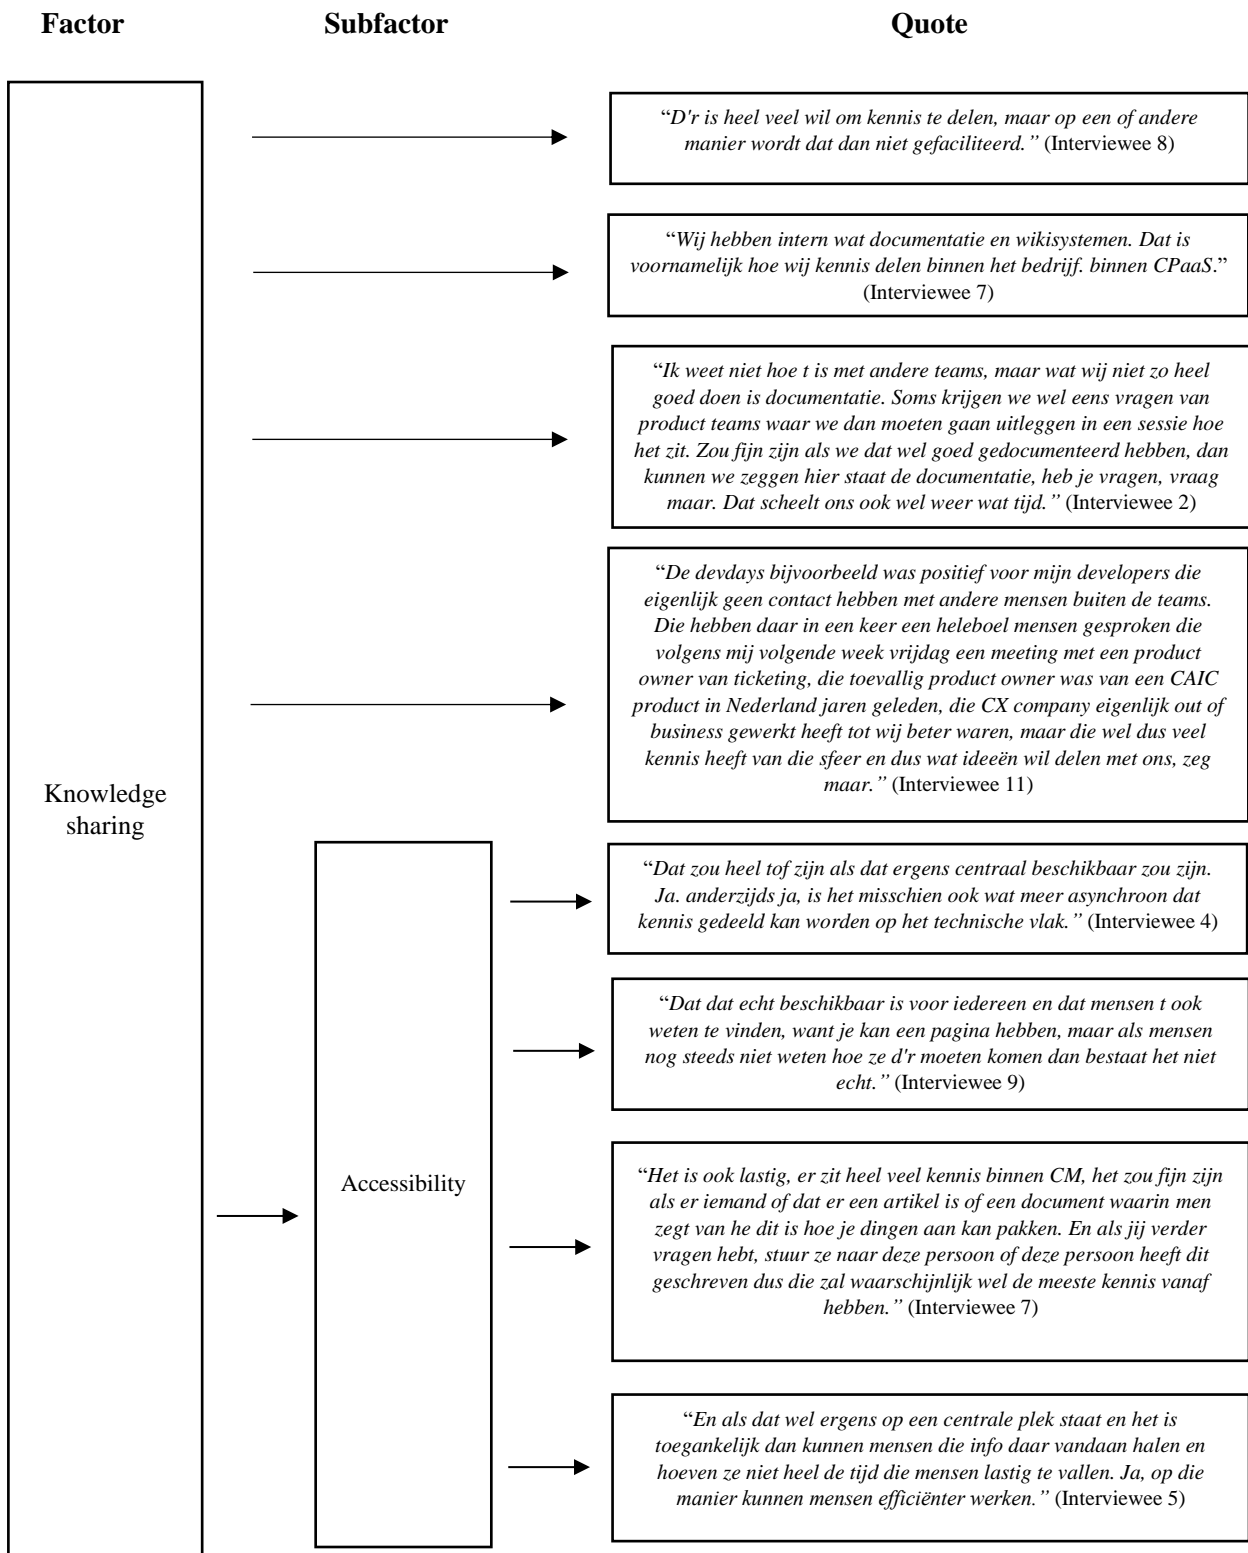 Factor Subfactor Quote
“D'r is heel veel wil om kennis te delen, maar op een of andere
manier wordt dat dan niet gefaciliteerd.” (Interviewee 8)
“Wij hebben intern wat documentatie en wikisystemen. Dat is
voornamelijk hoe wij kennis delen binnen het bedrijf. binnen CPaaS.”
(Interviewee 7)
“Ik weet niet hoe t is met andere teams, maar wat wij niet zo heel
goed doen is documentatie. Soms krijgen we wel eens vragen van
product teams waar we dan moeten gaan uitleggen in een sessie hoe
het zit. Zou fijn zijn als we dat wel goed gedocumenteerd hebben, dan
kunnen we zeggen hier staat de documentatie, heb je vragen, vraag
maar. Dat scheelt ons ook wel weer wat tijd.” (Interviewee 2)
“De devdays bijvoorbeeld was positief voor mijn developers die
eigenlijk geen contact hebben met andere mensen buiten de teams.
Die hebben daar in een keer een heleboel mensen gesproken die
volgens mij volgende week vrijdag een meeting met een product
owner van ticketing, die toevallig product owner was van een CAIC
product in Nederland jaren geleden, die CX company eigenlijk out of
business gewerkt heeft tot wij beter waren, maar die wel dus veel
kennis heeft van die sfeer en dus wat ideeën wil delen met ons, zeg
maar.” (Interviewee 11)
Knowledge
sharing
“Dat zou heel tof zijn als dat ergens centraal beschikbaar zou zijn.
Ja. anderzijds ja, is het misschien ook wat meer asynchroon dat
kennis gedeeld kan worden op het technische vlak.” (Interviewee 4)
“Dat dat echt beschikbaar is voor iedereen en dat mensen t ook
weten te vinden, want je kan een pagina hebben, maar als mensen
nog steeds niet weten hoe ze d'r moeten komen dan bestaat het niet
echt.” (Interviewee 9)
Accessibility
“Het is ook lastig, er zit heel veel kennis binnen CM, het zou fijn zijn
als er iemand of dat er een artikel is of een document waarin men
zegt van he dit is hoe je dingen aan kan pakken. En als jij verder
vragen hebt, stuur ze naar deze persoon of deze persoon heeft dit
geschreven dus die zal waarschijnlijk wel de meeste kennis vanaf
hebben.” (Interviewee 7)
“En als dat wel ergens op een centrale plek staat en het is
toegankelijk dan kunnen mensen die info daar vandaan halen en
hoeven ze niet heel de tijd die mensen lastig te vallen. Ja, op die
manier kunnen mensen efficiënter werken.” (Interviewee 5)